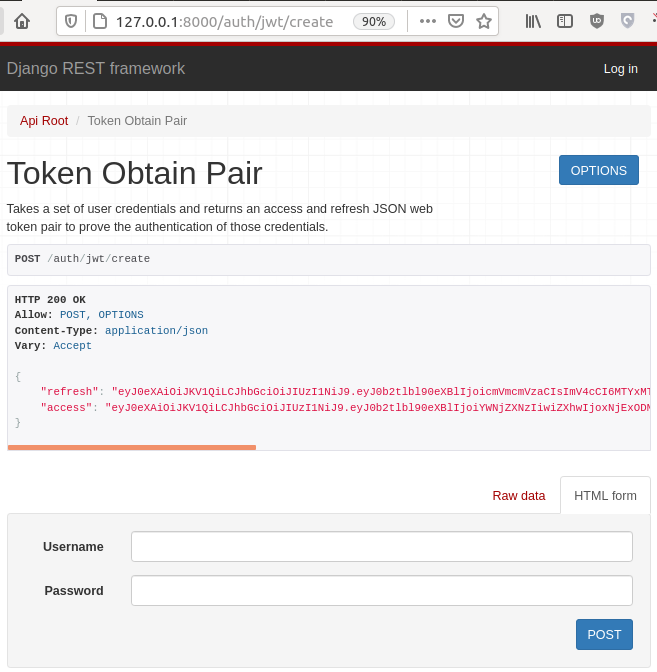 127.0.0.1:8000/auth/jwt/create 90%
Django REST framework Log in
Api Root / Token Obtain Pair
Token Obtain Pair OPTIONS
Takes a set of user credentials and returns an access and refresh JSON web
token pair to prove the authentication of those credentials.
POST /auth/jwt/create
HTTP 200 OK
Allow: POST, OPTIONS
Content-Type: application/json
Vary: Accept
{
"refresh": "eyJ0eXAiOiJKV1QiLCJhbGciOiJIUzI1NiJ9.eyJ0b2tlbl90eXBlIjoicmVmcmVzaCIsImV4cCI6MTYxMT
"access": "eyJ0eXAiOiJKV1QiLCJhbGciOiJIUzI1NiJ9.eyJ0b2tlbl90eXBlIjoiYWNjZXNzIiwiZXhwIjoxNjExODM
}
Raw data HTML form
Username
Password
POST